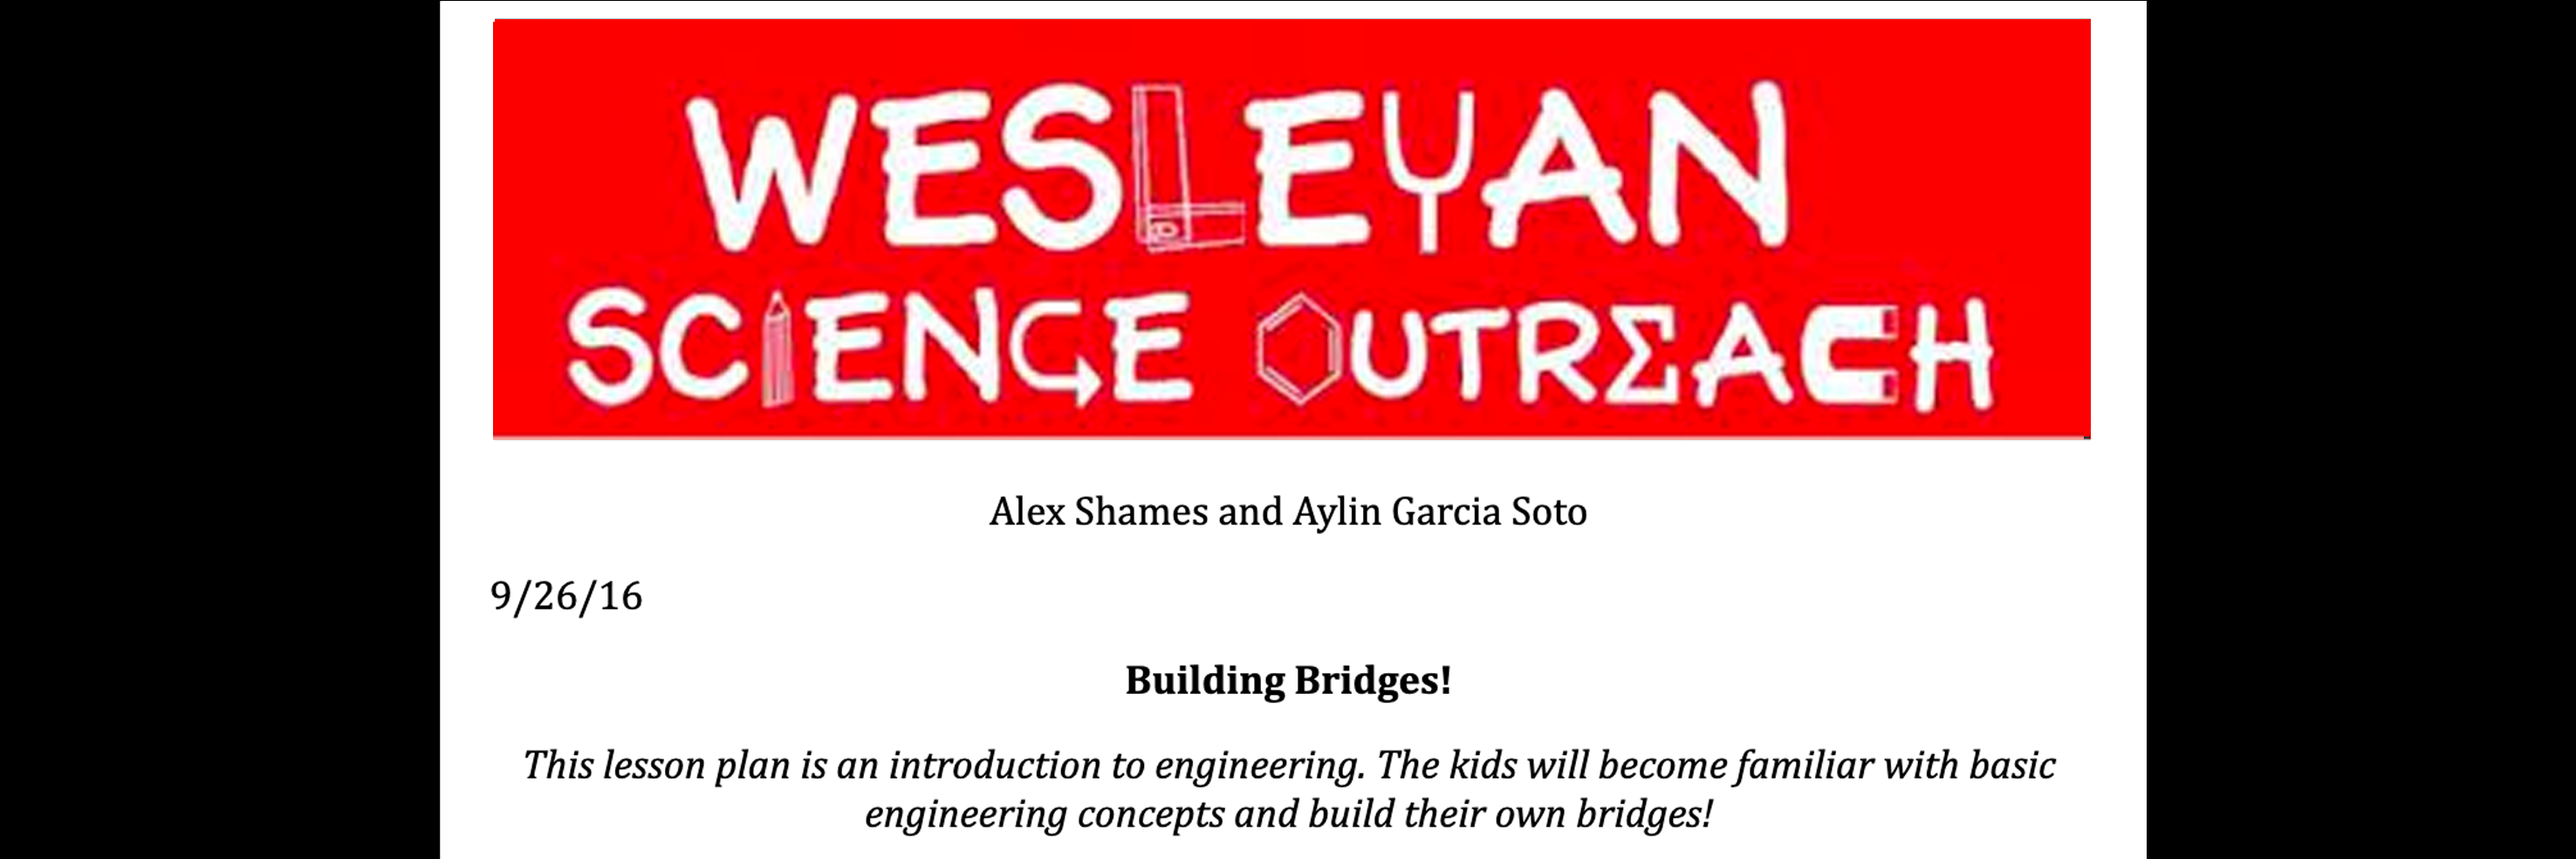 WESLEYAN
SCIENCE OUTRΣACH
Alex Shames and Aylin Garcia Soto
9/26/16
Building Bridges!
This lesson plan is an introduction to engineering. The kids will become familiar with basic
engineering concepts and build their own bridges!